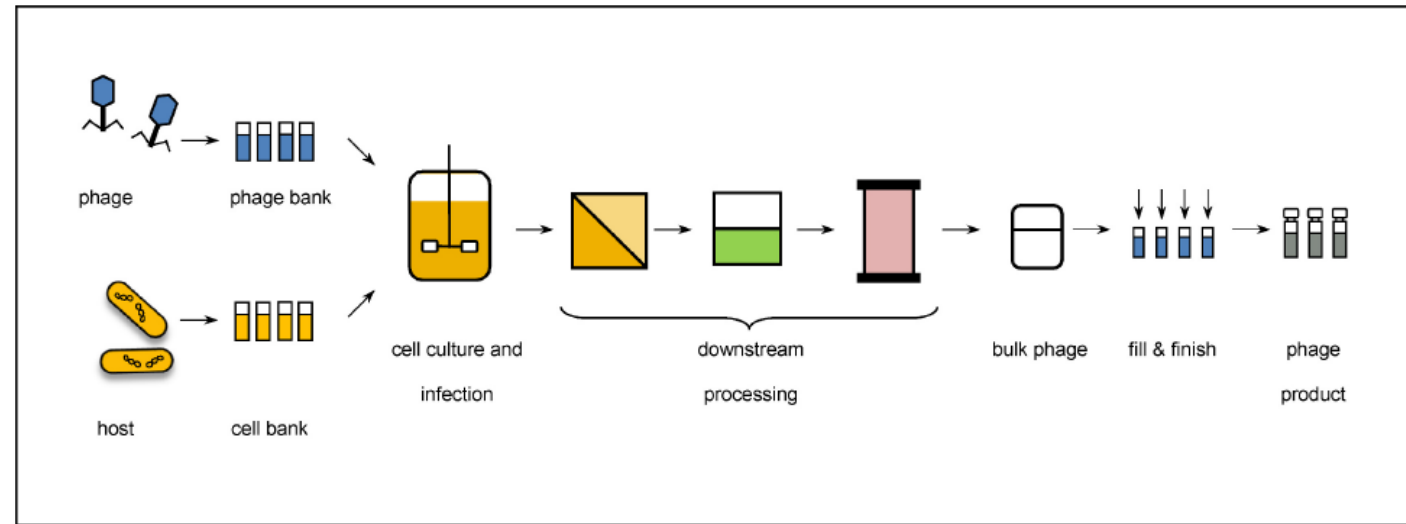 phage
phage bank
host
cell bank
cell culture and
infection
downstream
processing
bulk phage
fill & finish
phage
product